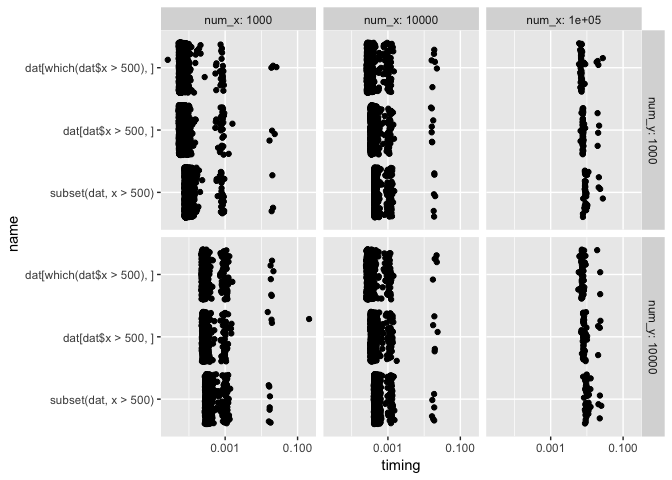 num_x: 1000
num_x: 10000
num_x: 1e+05
dat[which(dat$x > 500), ]
dat[dat$x > 500, ]
subset(dat, x > 500)
num_y: 1000
name
dat[which(dat$x > 500), ]
dat[dat$x > 500, ]
subset(dat, x > 500)
num_y: 10000
0.001
0.100
0.001
0.100
0.001
0.100
timing